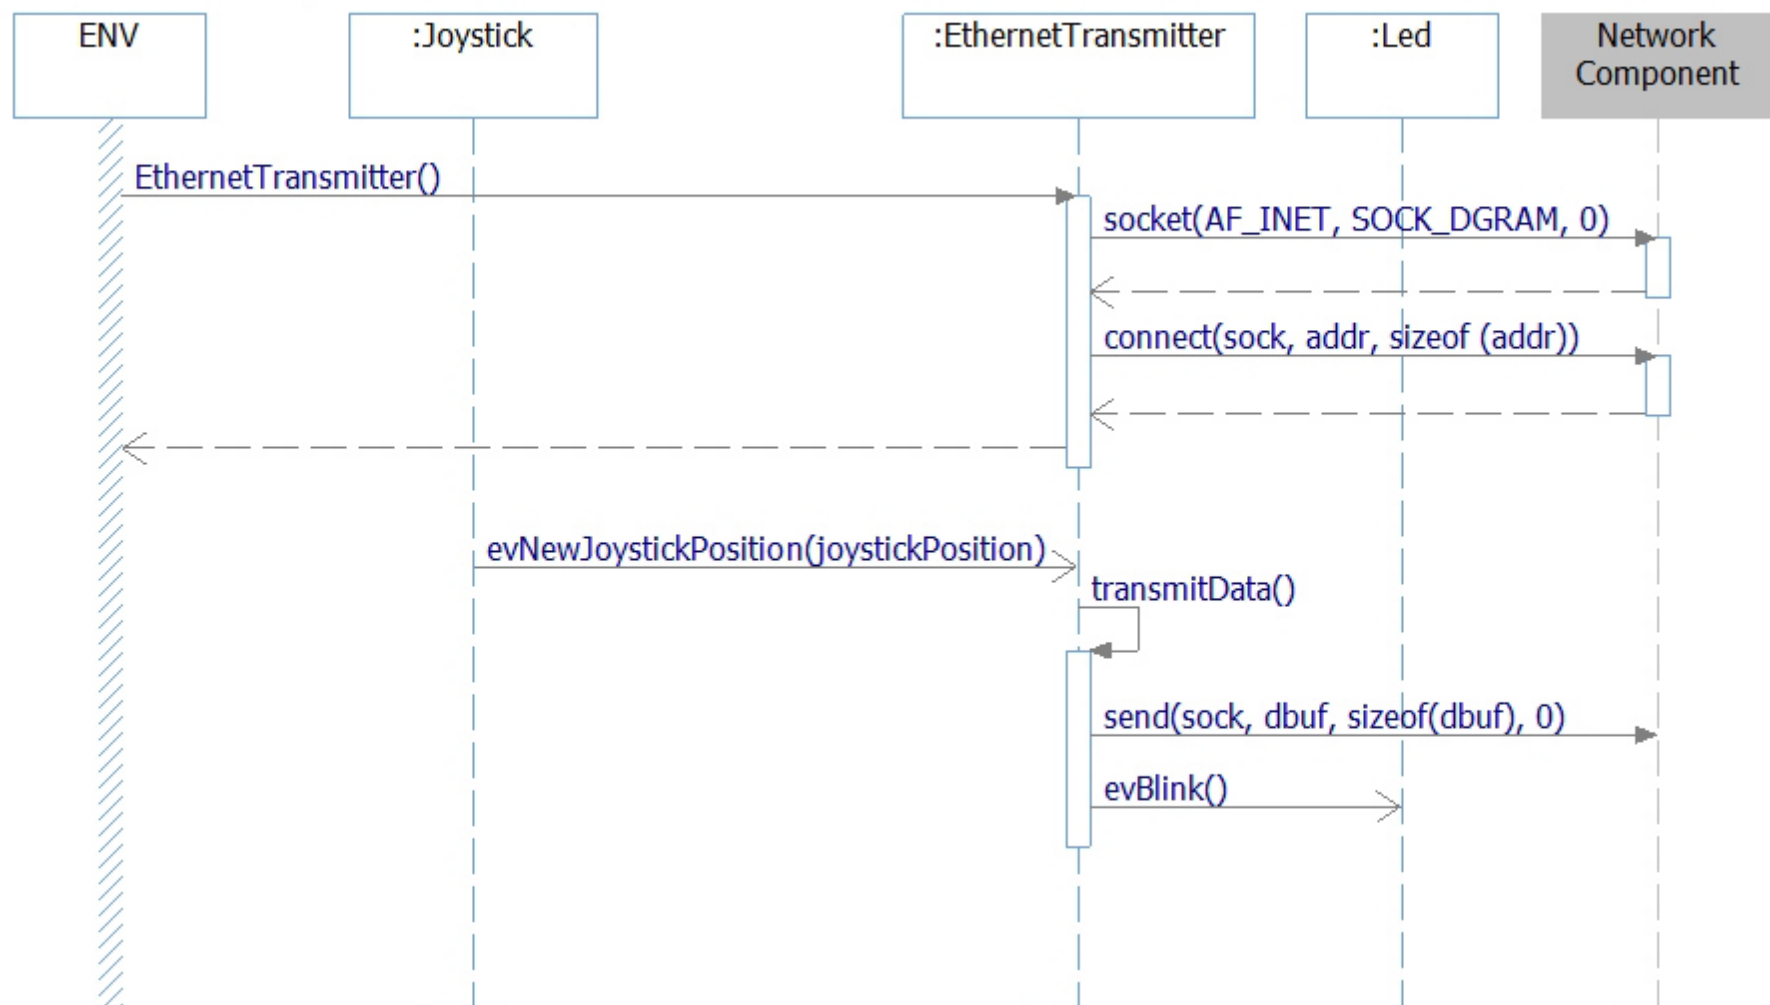 ENV
:Joystick
:EthernetTransmitter
:Led
Network
Component
EthernetTransmitter()
socket(AF_INET, SOCK_DGRAM, 0)
connect(sock, addr, sizeof (addr))
evNewJoystickPosition(joystickPosition)
transmitData()
send(sock, dbuf, sizeof(dbuf), 0)
evBlink()